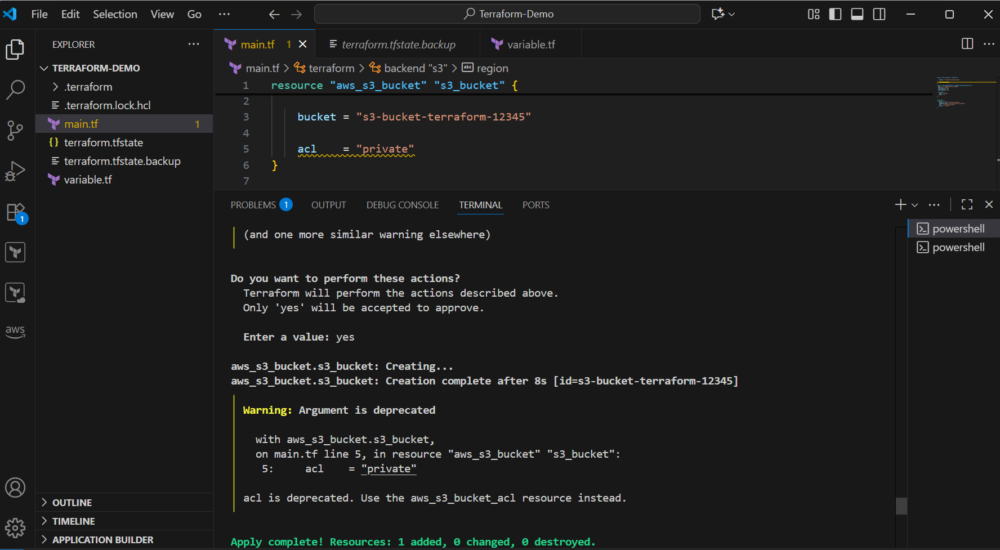 File Edit Selection View Go ··· Terraform-Demo
EXPLORER ···
TERRAFORM-DEMO
.terraform
.terraform.lock.hcl
main.tf 1
terraform.tfstate
terraform.tfstate.backup
variable.tf
1
aws
OUTLINE
TIMELINE
APPLICATION BUILDER
main.tf 1 terraform.tfstate.backup variable.tf ···
main.tf > terraform > backend "s3" > abc region
1 resource "aws_s3_bucket" "s3_bucket" {
2
3 bucket = "s3-bucket-terraform-12345"
4
5 acl    = "private"
6 }
7
PROBLEMS 1 OUTPUT DEBUG CONSOLE TERMINAL PORTS ···
(and one more similar warning elsewhere)
Do you want to perform these actions?
Terraform will perform the actions described above.
Only 'yes' will be accepted to approve.
Enter a value: yes
aws_s3_bucket.s3_bucket: Creating...
aws_s3_bucket.s3_bucket: Creation complete after 8s [id=s3-bucket-terraform-12345]
Warning: Argument is deprecated
with aws_s3_bucket.s3_bucket,
on main.tf line 5, in resource "aws_s3_bucket" "s3_bucket":
5:     acl    = "private"
acl is deprecated. Use the aws_s3_bucket_acl resource instead.
Apply complete! Resources: 1 added, 0 changed, 0 destroyed.
powershell
powershell